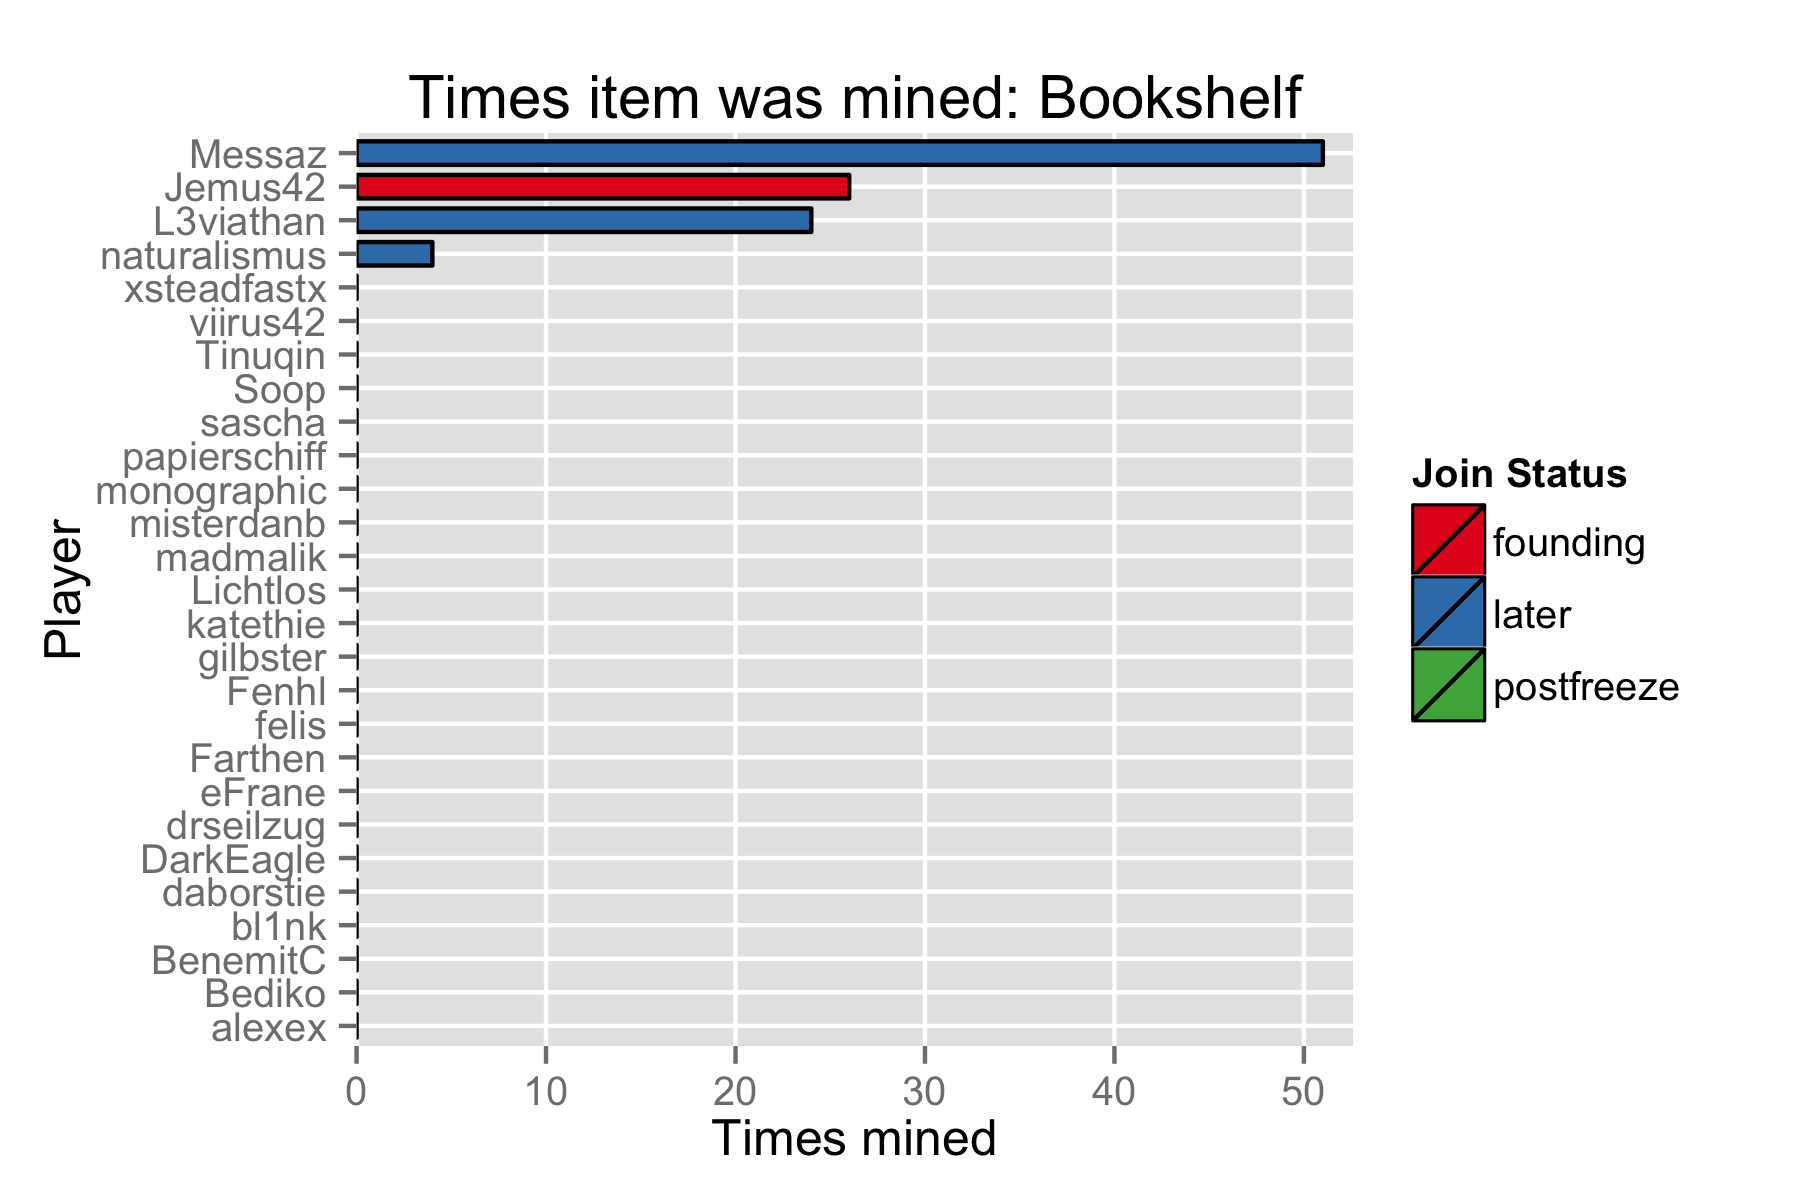 Times item was mined: Bookshelf
Messaz
Jemus42
L3viathan
naturalismus
xsteadfastx
viirus42
Tinuqin
Soop
sascha
papierschiff
monographic
misterdanb
madmalik
Lichtlos
katethie
gilbster
Fenhl
felis
Farthen
eFrane
drseilzug
DarkEagle
daborstie
bl1nk
BenemitC
Bediko
alexex
Player
0 10 20 30 40 50
Times mined
Join Status
founding
later
postfreeze